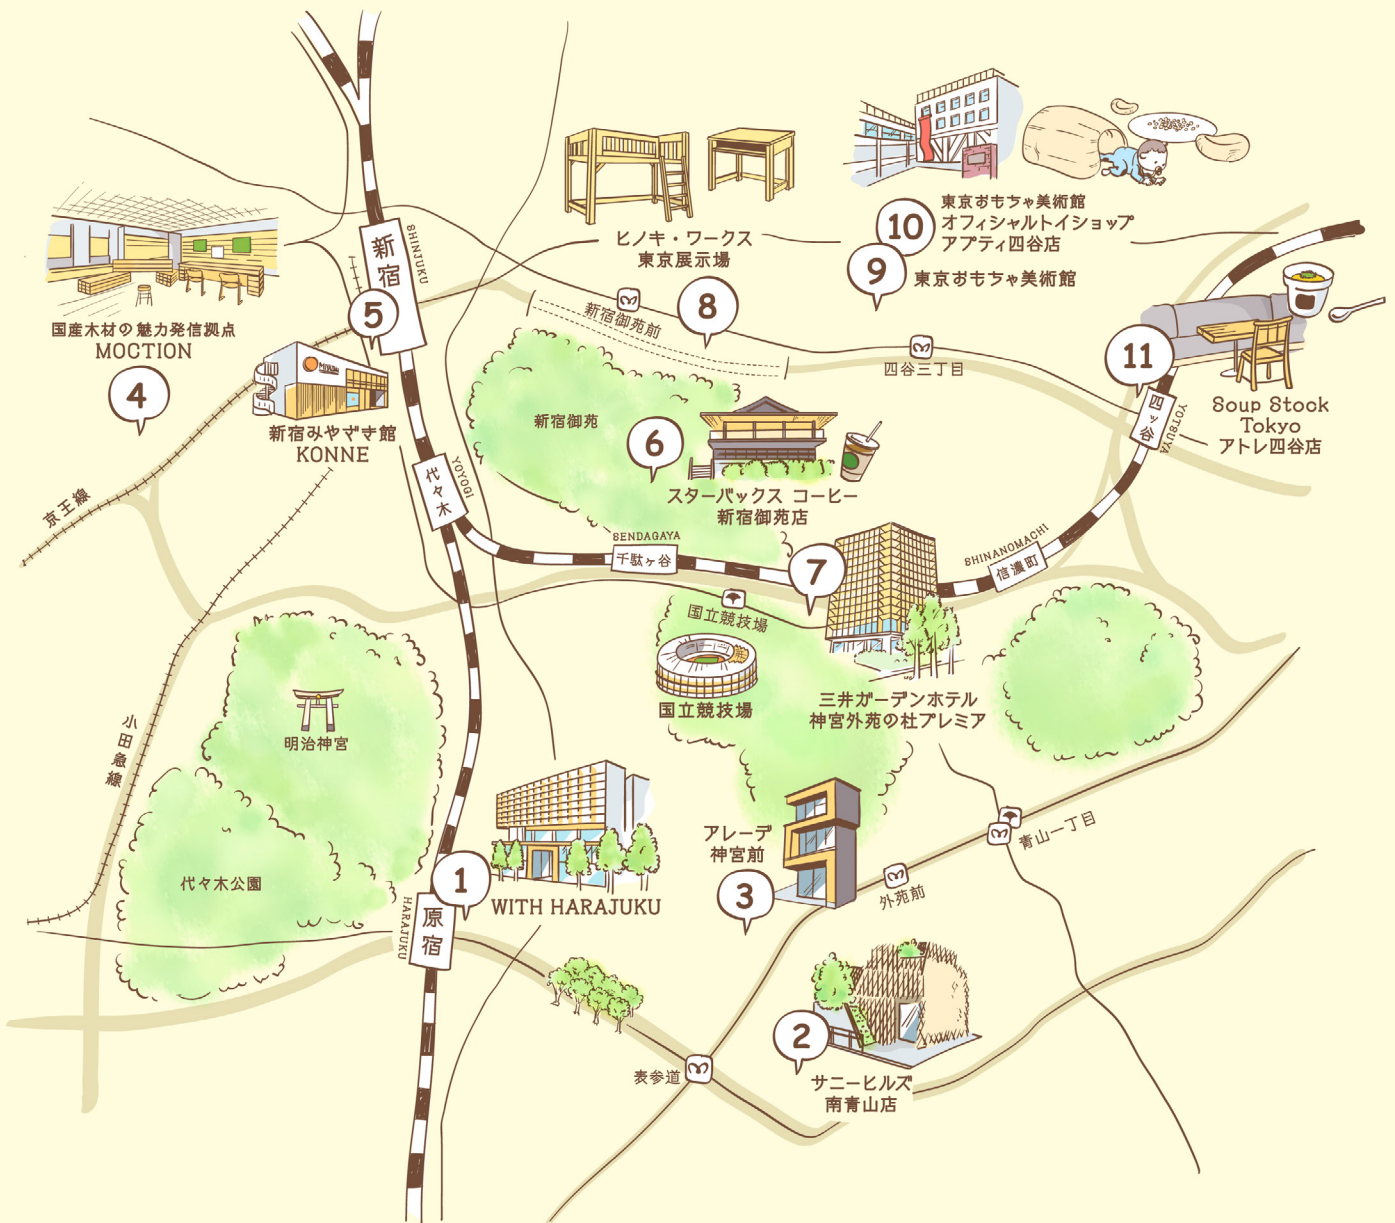 新宿
SHINJUKU
国産木材の魅力発信拠点
MOCTION
4
5
新宿みやざき館
KONNE
ヒノキ・ワークス
東京展示場
8
新宿御苑前
10
東京おもちゃ美術館
オフィシャルトイショップ
アプティ四谷店
9
東京おもちゃ美術館
四谷三丁目
11
四ッ谷
YOTSUYA
Soup Stock
Tokyo
アトレ四谷店
新宿御苑
6
スターバックス コーヒー
新宿御苑店
京王線
代々木
YOYOGI
SENDAGAYA
千駄ヶ谷
7
SHINANOMACHI
信濃町
国立競技場
国立競技場
三井ガーデンホテル
神宮外苑の杜プレミア
明治神宮
小田急線
代々木公園
1
WITH HARAJUKU
原宿
HARAJUKU
アレーデ
神宮前
3
外苑前
青山一丁目
2
サニーヒルズ
南青山店
表参道